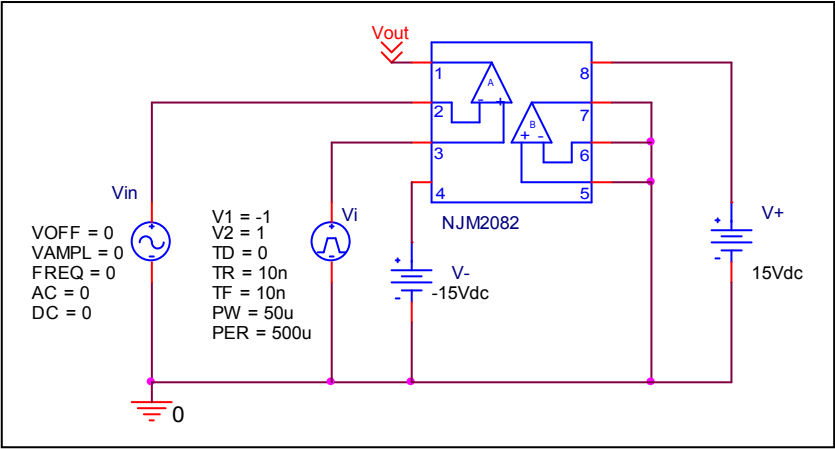 Vout
1
8
A
2
7
B
3
6
4
5
NJM2082
Vin
VOFF = 0
VAMPL = 0
FREQ = 0
AC = 0
DC = 0
Vi
V1 = -1
V2 = 1
TD = 0
TR = 10n
TF = 10n
PW = 50u
PER = 500u
V-
-15Vdc
V+
15Vdc
0